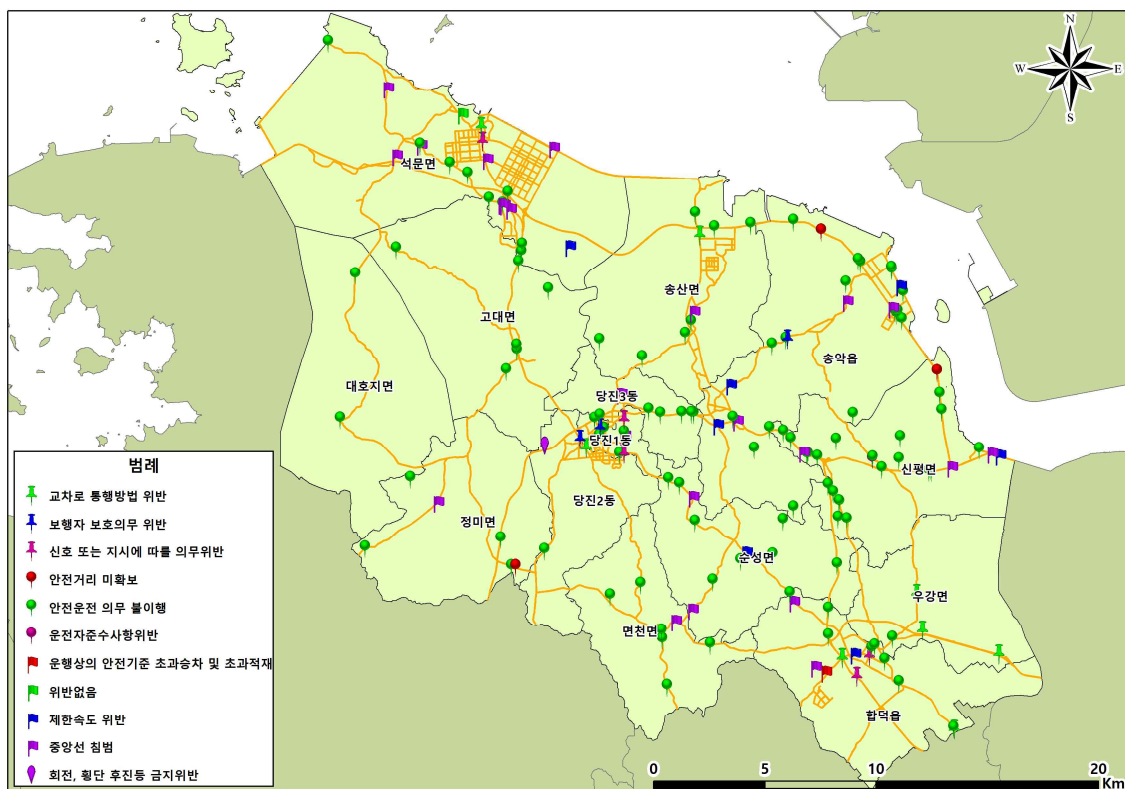 N
W
E
S
석문면
송산면
고대면
송악읍
대호지면
당진3동
당진1동
신평면
당진2동
정미면
순성면
우강면
면천면
합덕읍
범례
교차로 통행방법 위반
보행자 보호의무 위반
신호 또는 지시에 따를 의무위반
안전거리 미확보
안전운전 의무 불이행
운전자준수사항위반
운행상의 안전기준 초과승차 및 초과적재
위반없음
제한속도 위반
중앙선 침범
회전, 횡단 후진등 금지위반
0 5 10 20
Km